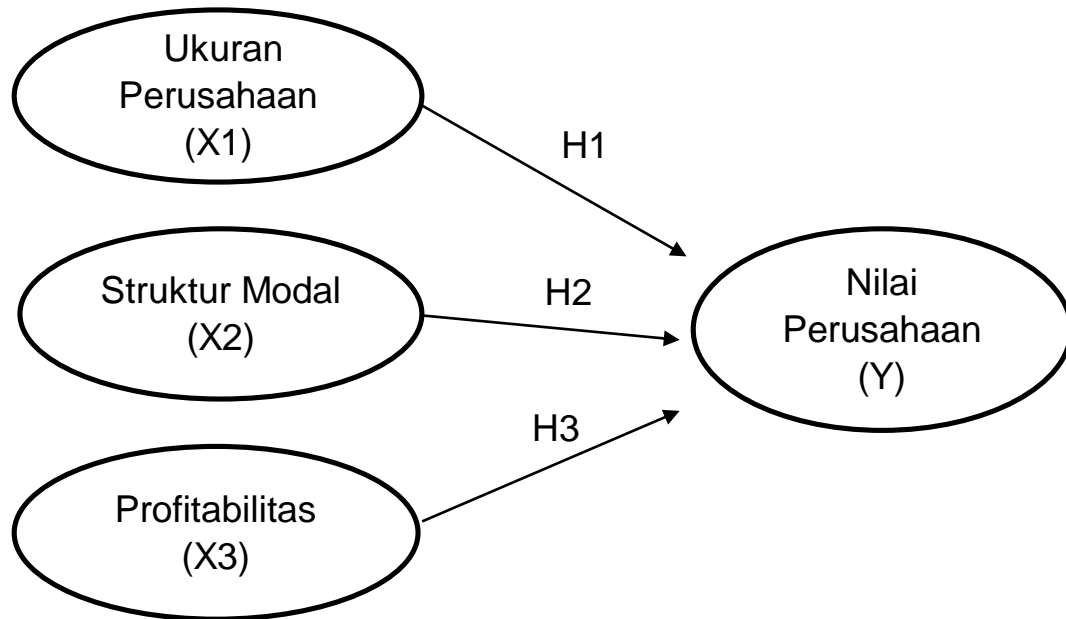 Ukuran
Perusahaan
(X1)
H1
Struktur Modal
(X2)
H2
Nilai
Perusahaan
(Y)
H3
Profitabilitas
(X3)